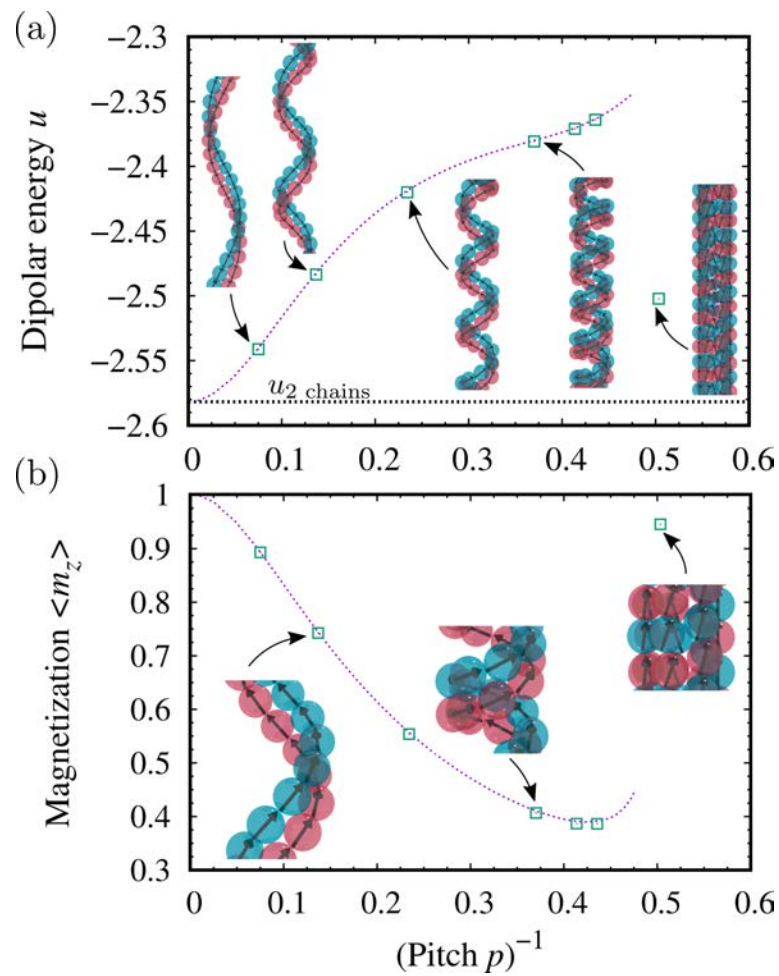 (a)
−2.3
−2.35
−2.4
−2.45
−2.5
−2.55
−2.6
Dipolar energy u
u2 chains
0 0.1 0.2 0.3 0.4 0.5 0.6
(b)
1
0.9
0.8
0.7
0.6
0.5
0.4
0.3
Magnetization <mz>
0 0.1 0.2 0.3 0.4 0.5 0.6
(Pitch p)−1